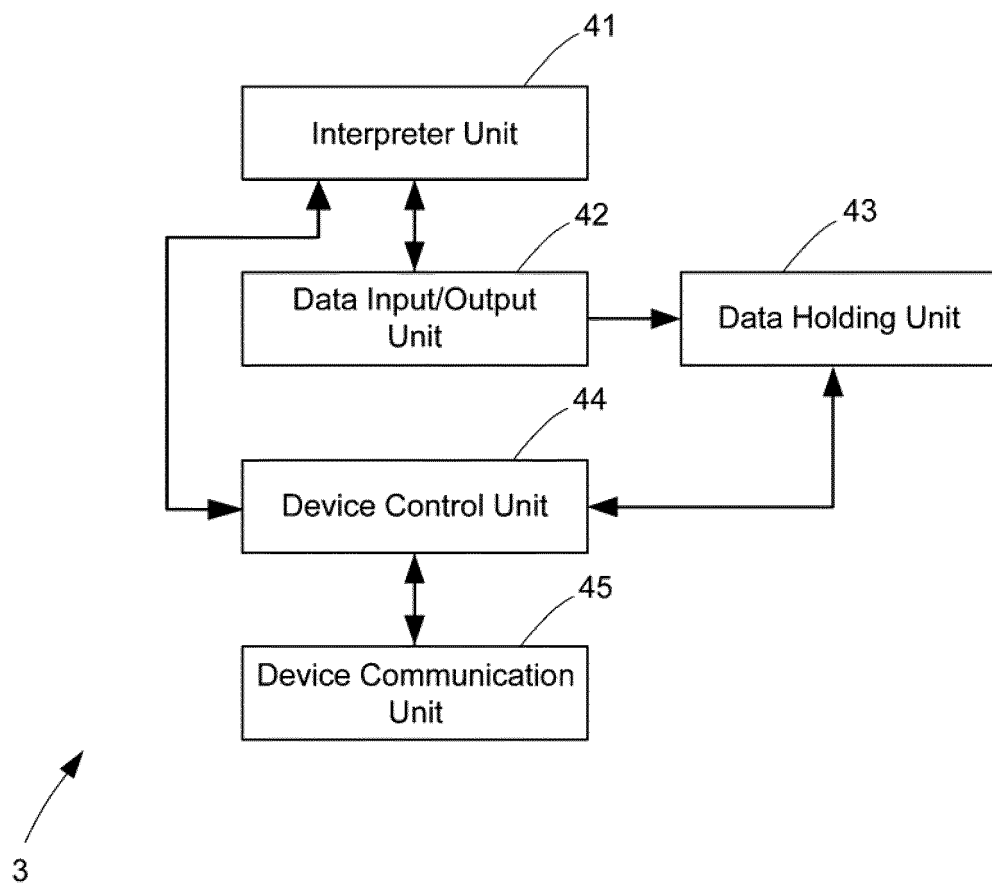 41
Interpreter Unit
42
Data Input/Output
Unit
43
Data Holding Unit
44
Device Control Unit
45
Device Communication
Unit
3